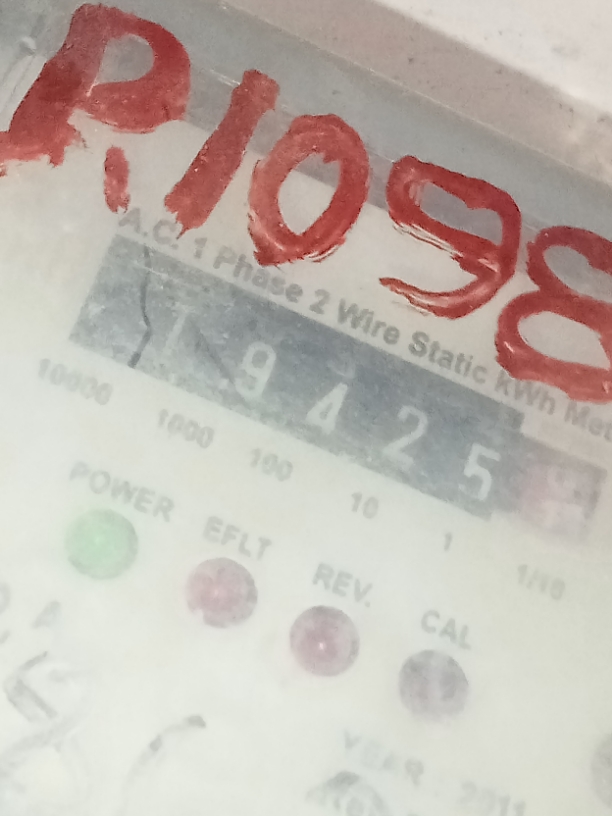 R1098
A.C. 1 Phase 2 Wire Static kWh Met
1 9 4 2 5
10000 1000 100 10 1 1/10
POWER EFLT REV. CAL
YEAR : 2011